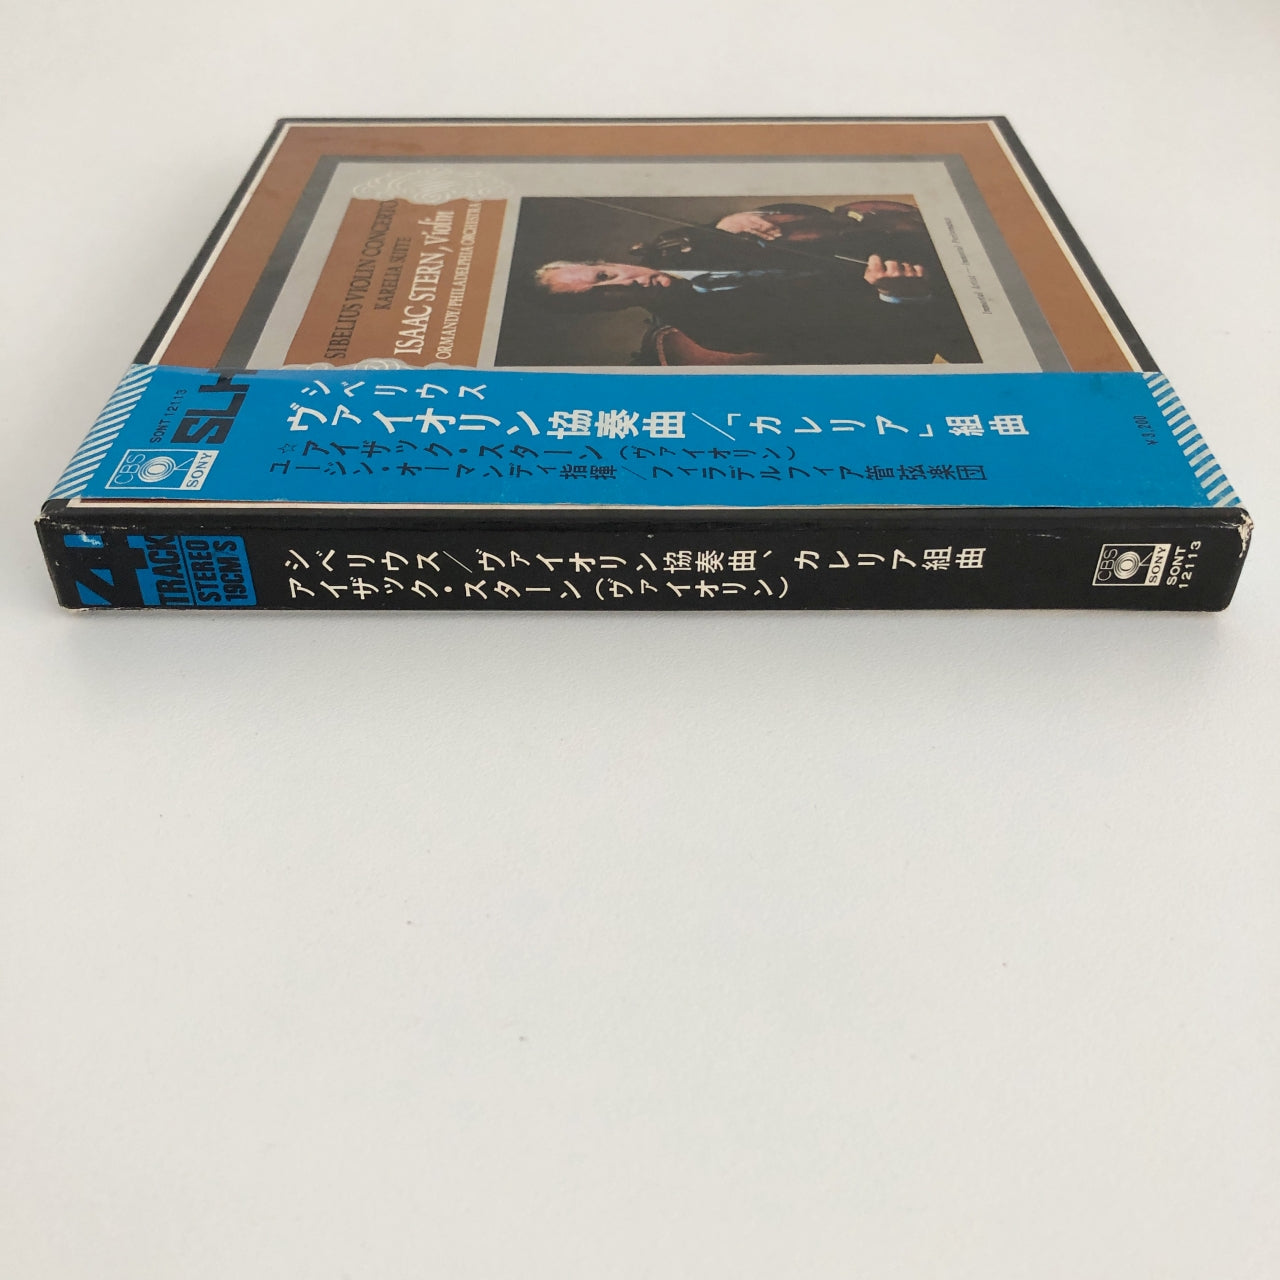 SIBELIUS VIOLIN CONCERTO
KARELIA SUITE
ISAAC STERN, Violin
ORMANDY/PHILADELPHIA ORCHESTRA
Immortal Artist — Immortal Performance
SONT 12113
CBS
SONY
シベリウス
ヴァイオリン協奏曲/「カレリア」組曲
☆アイザック・スターン(ヴァイオリン)
ユージン・オーマンディ指揮/フィラデルフィア管弦楽団
¥3,200
4
TRACK
STEREO
19CM/S
シベリウス/ヴァイオリン協奏曲、カレリア組曲
アイザック・スターン(ヴァイオリン)
CBS
SONY
SONT
12113